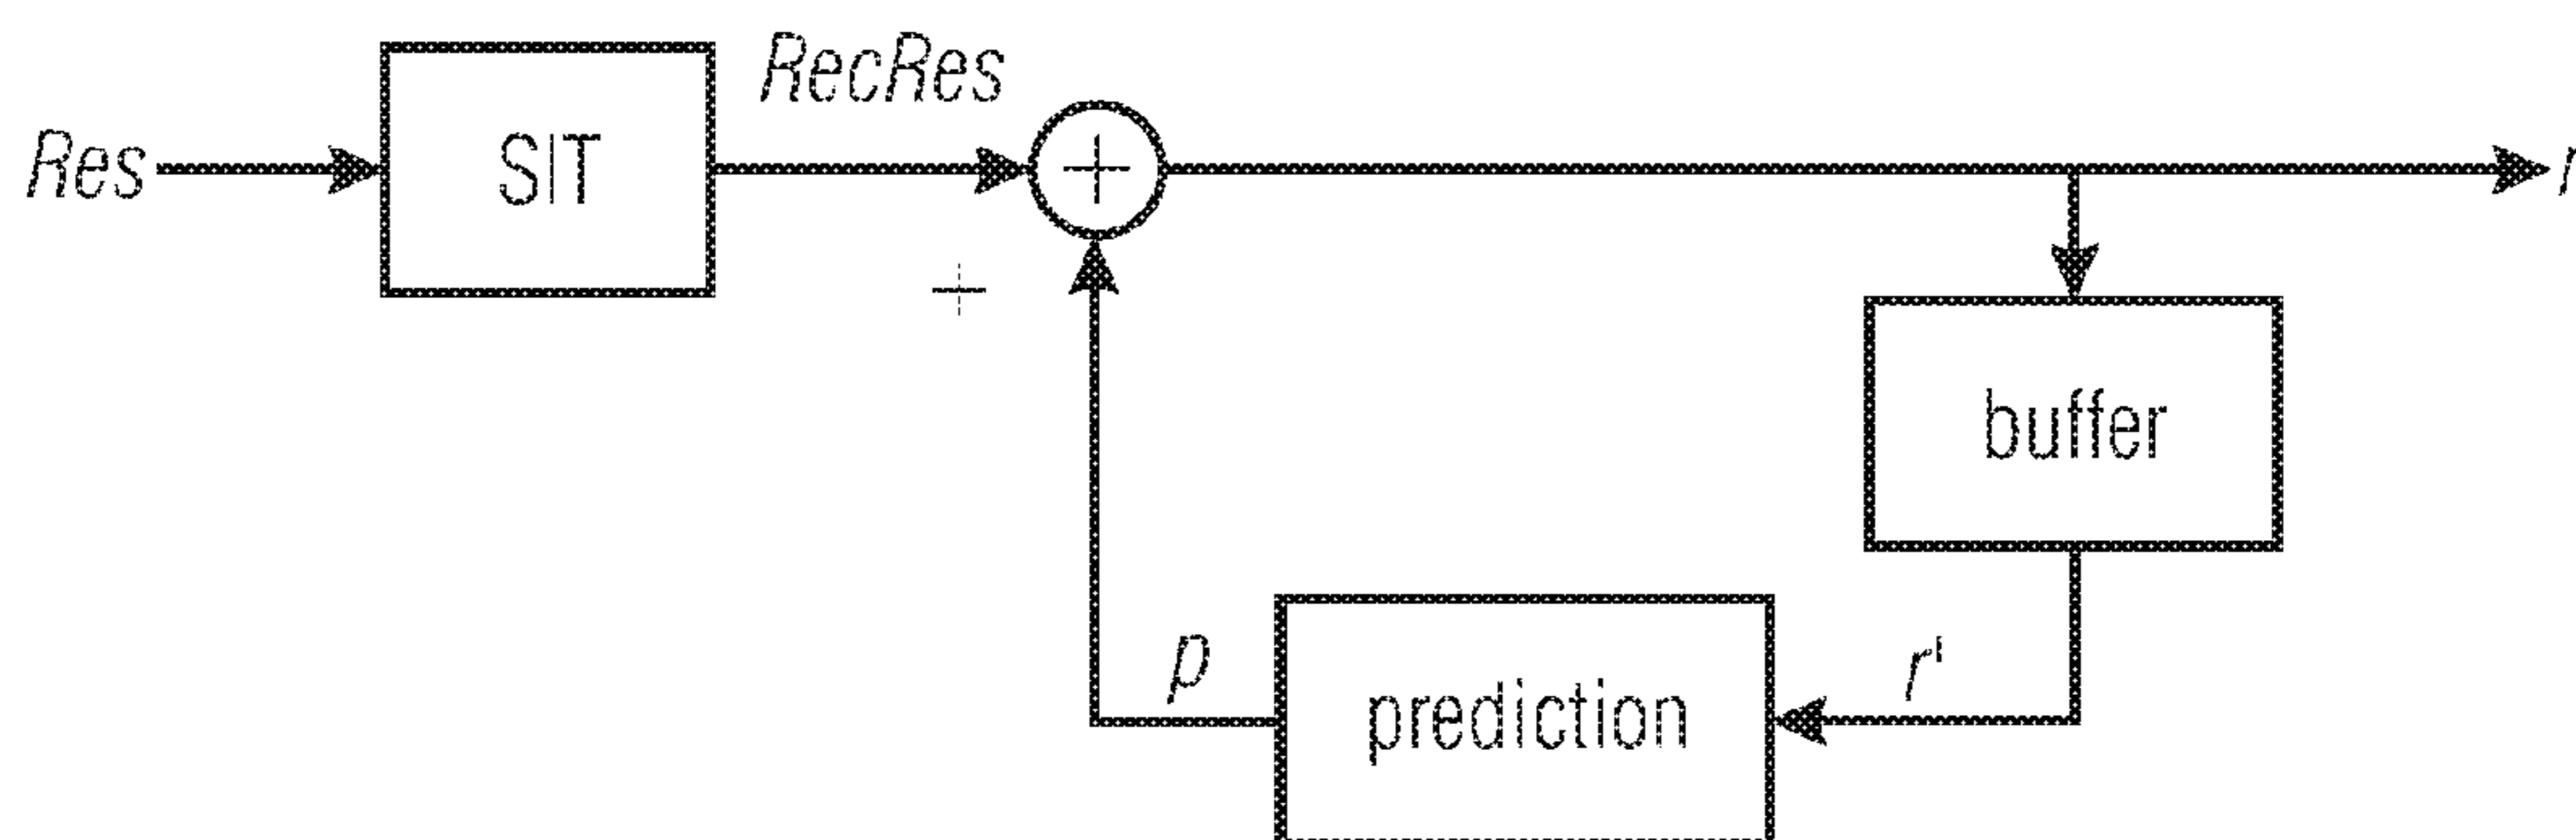 RecRes
Res
SIT
+
r
+
buffer
p
prediction
r'